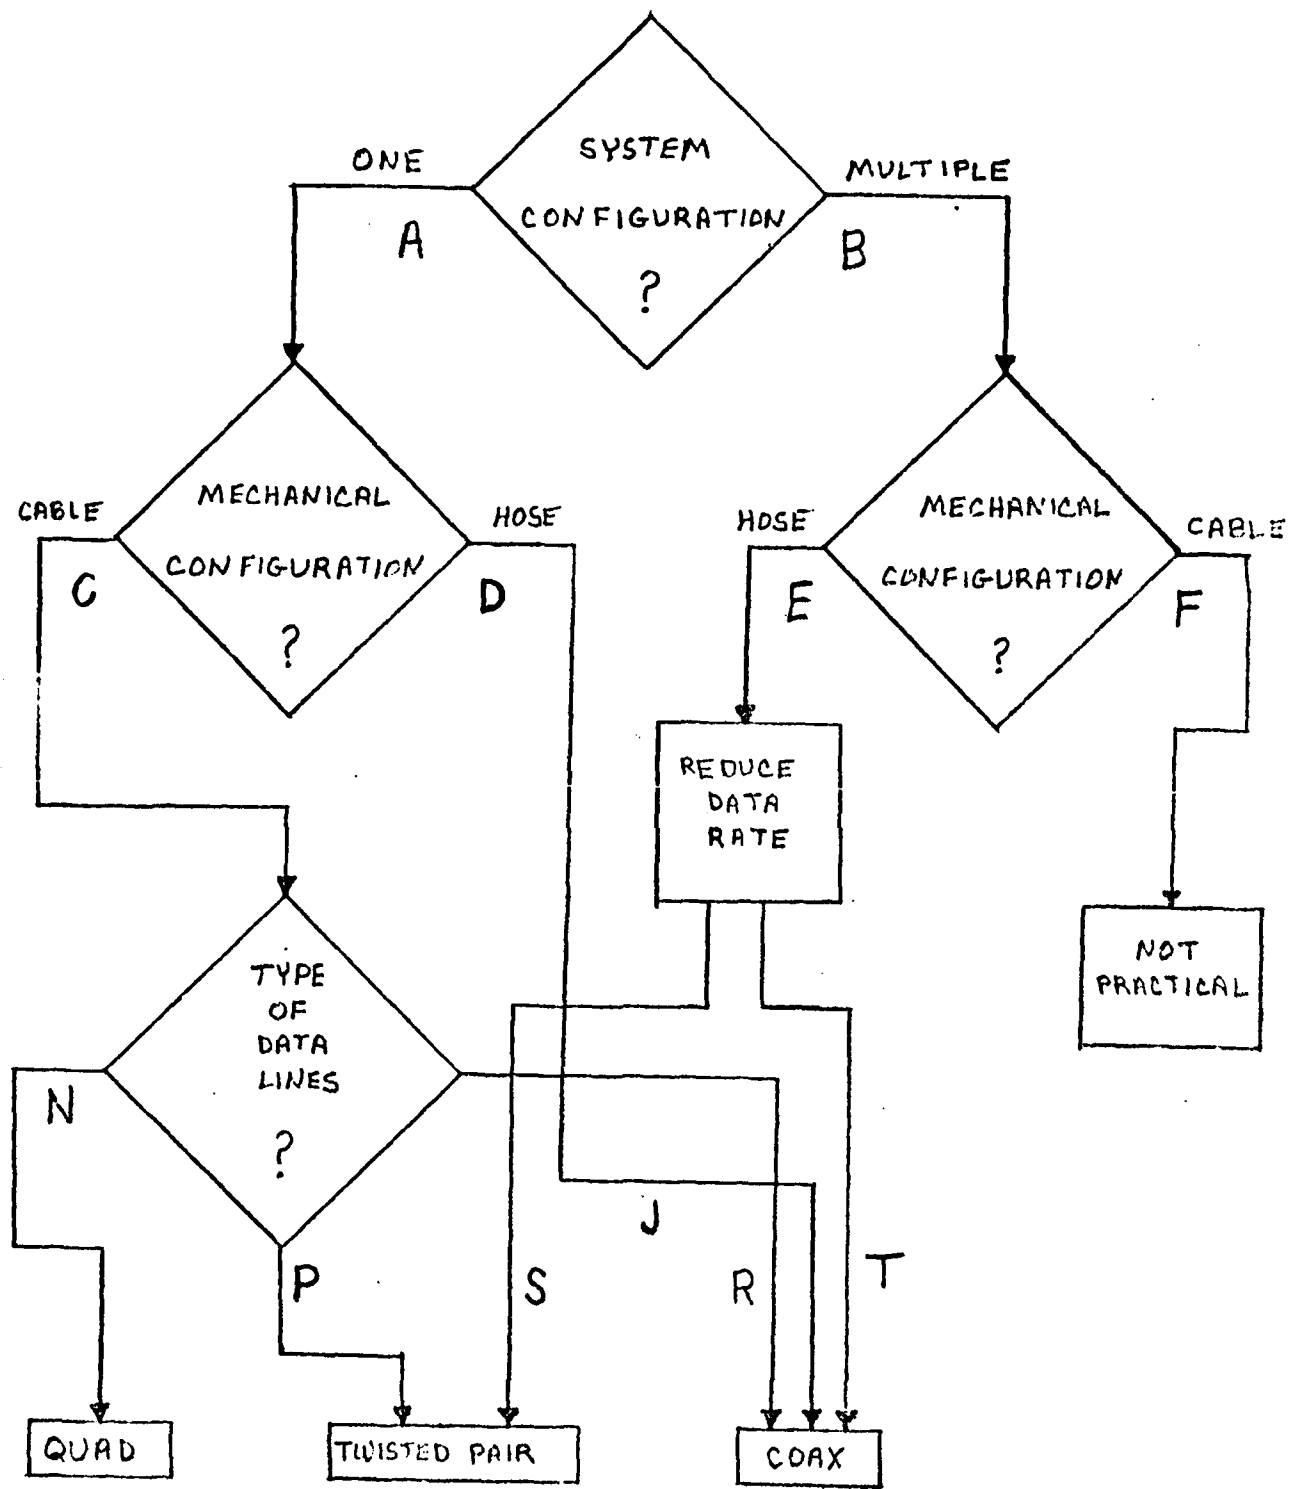 SYSTEM
CONFIGURATION
?
ONE
MULTIPLE
A
B
MECHANICAL
CONFIGURATION
?
CABLE
HOSE
C
D
MECHANICAL
CONFIGURATION
?
HOSE
CABLE
E
F
REDUCE
DATA
RATE
NOT
PRACTICAL
TYPE
OF
DATA
LINES
?
N
P
J
S
R
T
QUAD
TWISTED PAIR
COAX